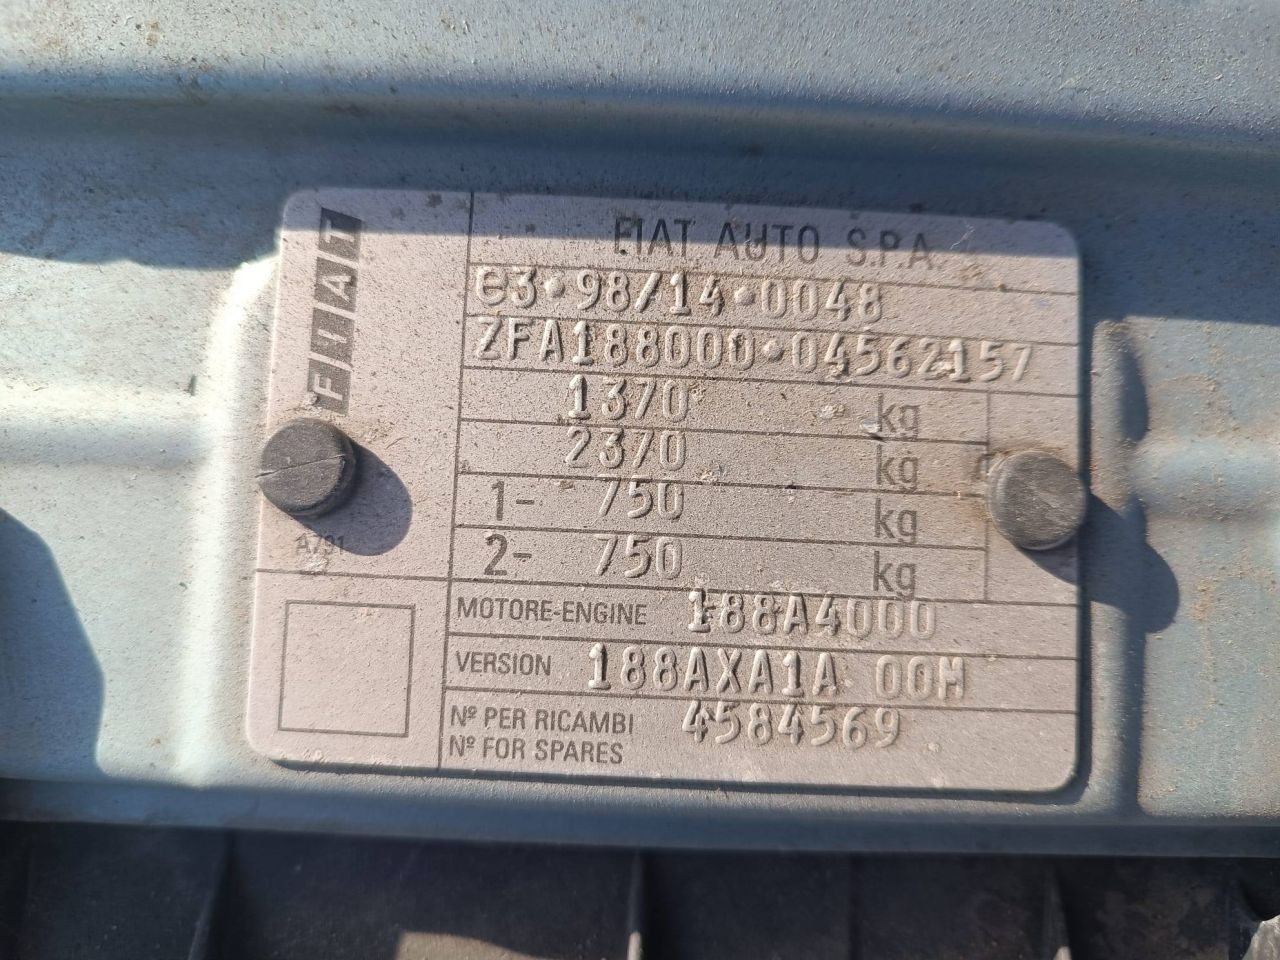 FIAT
FIAT AUTO S.P.A.
e3*98/14*0048
ZFA188000*04562157
1370 kg
2370 kg
1- 750 kg
2- 750 kg
A791
MOTORE-ENGINE 188A4000
VERSION 188AXA1A 00M
Nº PER RICAMBI 4584569
Nº FOR SPARES